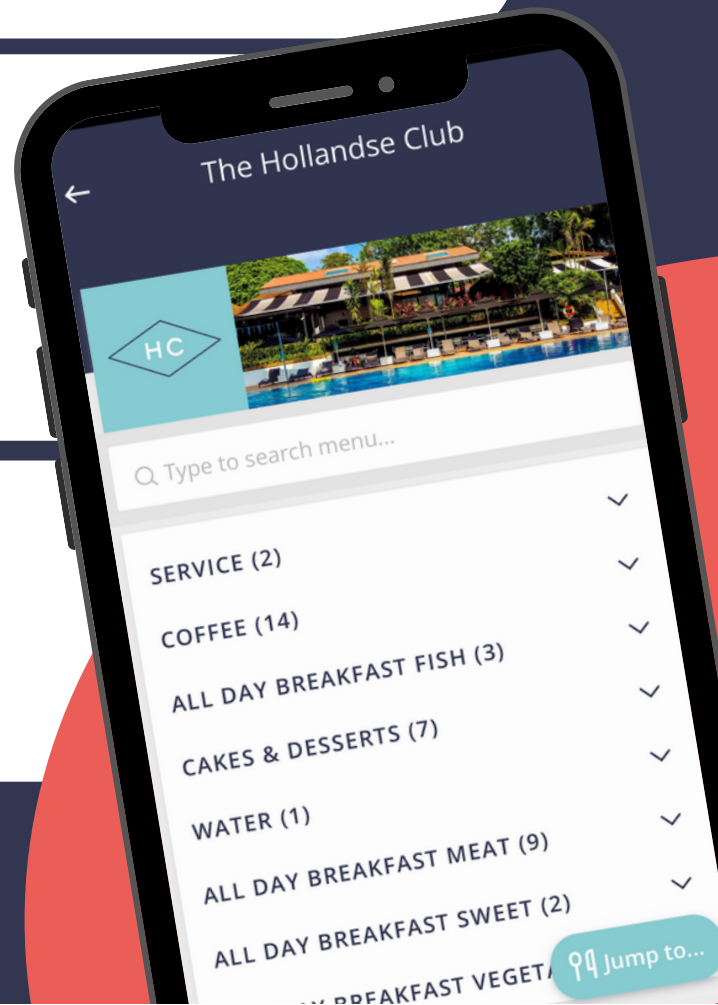 The Hollandse Club
HC
Type to search menu...
SERVICE (2)
COFFEE (14)
ALL DAY BREAKFAST FISH (3)
CAKES & DESSERTS (7)
WATER (1)
ALL DAY BREAKFAST MEAT (9)
ALL DAY BREAKFAST SWEET (2)
BREAKFAST
Jump to...